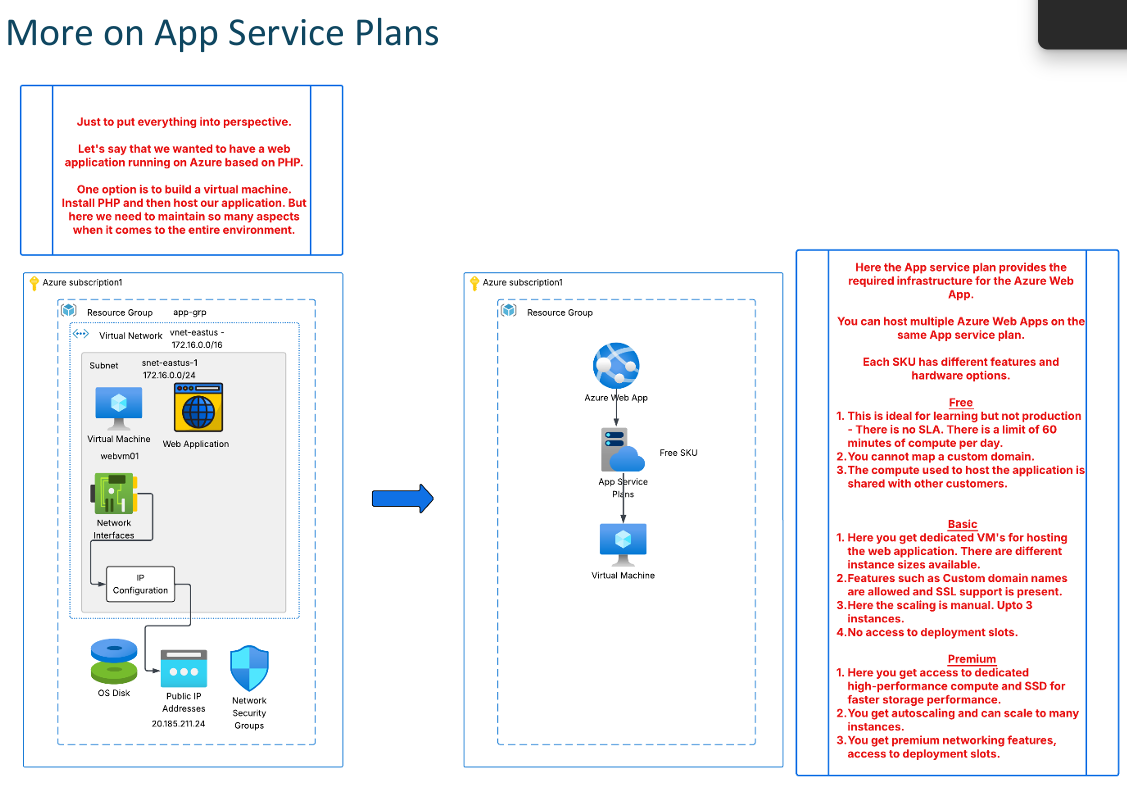 More on App Service Plans
Just to put everything into perspective.
Let's say that we wanted to have a web
application running on Azure based on PHP.
One option is to build a virtual machine.
Install PHP and then host our application. But
here we need to maintain so many aspects
when it comes to the entire environment.
Azure subscription1
Resource Group app-grp
Virtual Network vnet-eastus -
172.16.0.0/16
Subnet snet-eastus-1
172.16.0.0/24
Virtual Machine
Web Application
webvm01
Network
Interfaces
IP
Configuration
OS Disk
Public IP
Addresses
20.185.211.24
Network
Security
Groups
Azure subscription1
Resource Group
Azure Web App
Free SKU
App Service
Plans
Virtual Machine
Here the App service plan provides the
required infrastructure for the Azure Web
App.
You can host multiple Azure Web Apps on the
same App service plan.
Each SKU has different features and
hardware options.
Free
1. This is ideal for learning but not production
- There is no SLA. There is a limit of 60
minutes of compute per day.
2. You cannot map a custom domain.
3. The compute used to host the application is
shared with other customers.
Basic
1. Here you get dedicated VM's for hosting
the web application. There are different
instance sizes available.
2. Features such as Custom domain names
are allowed and SSL support is present.
3. Here the scaling is manual. Upto 3
instances.
4. No access to deployment slots.
Premium
1. Here you get access to dedicated
high-performance compute and SSD for
faster storage performance.
2. You get autoscaling and can scale to many
instances.
3. You get premium networking features,
access to deployment slots.